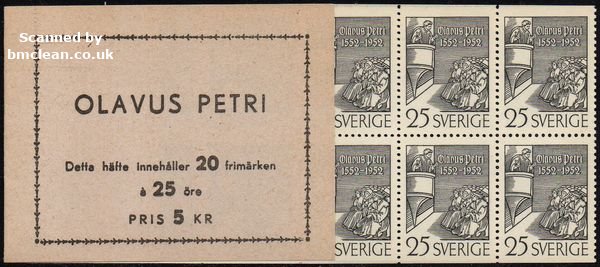 Scanned by
bmclean.co.uk
OLAVUS PETRI
Detta häfte innehåller 20 frimärken
à 25 öre
PRIS 5 KR
Olavus Petri
1552-1952
25 SVERIGE
Olavus Petri
1552-1952
25 SVERIGE
Olavus Petri
1552-1952
SVERIGE
Olavus Petri
1552-1952
SVERIGE
Olavus Petri
1552-1952
25 SVERIGE
Olavus Petri
1552-1952
25 SVERIGE